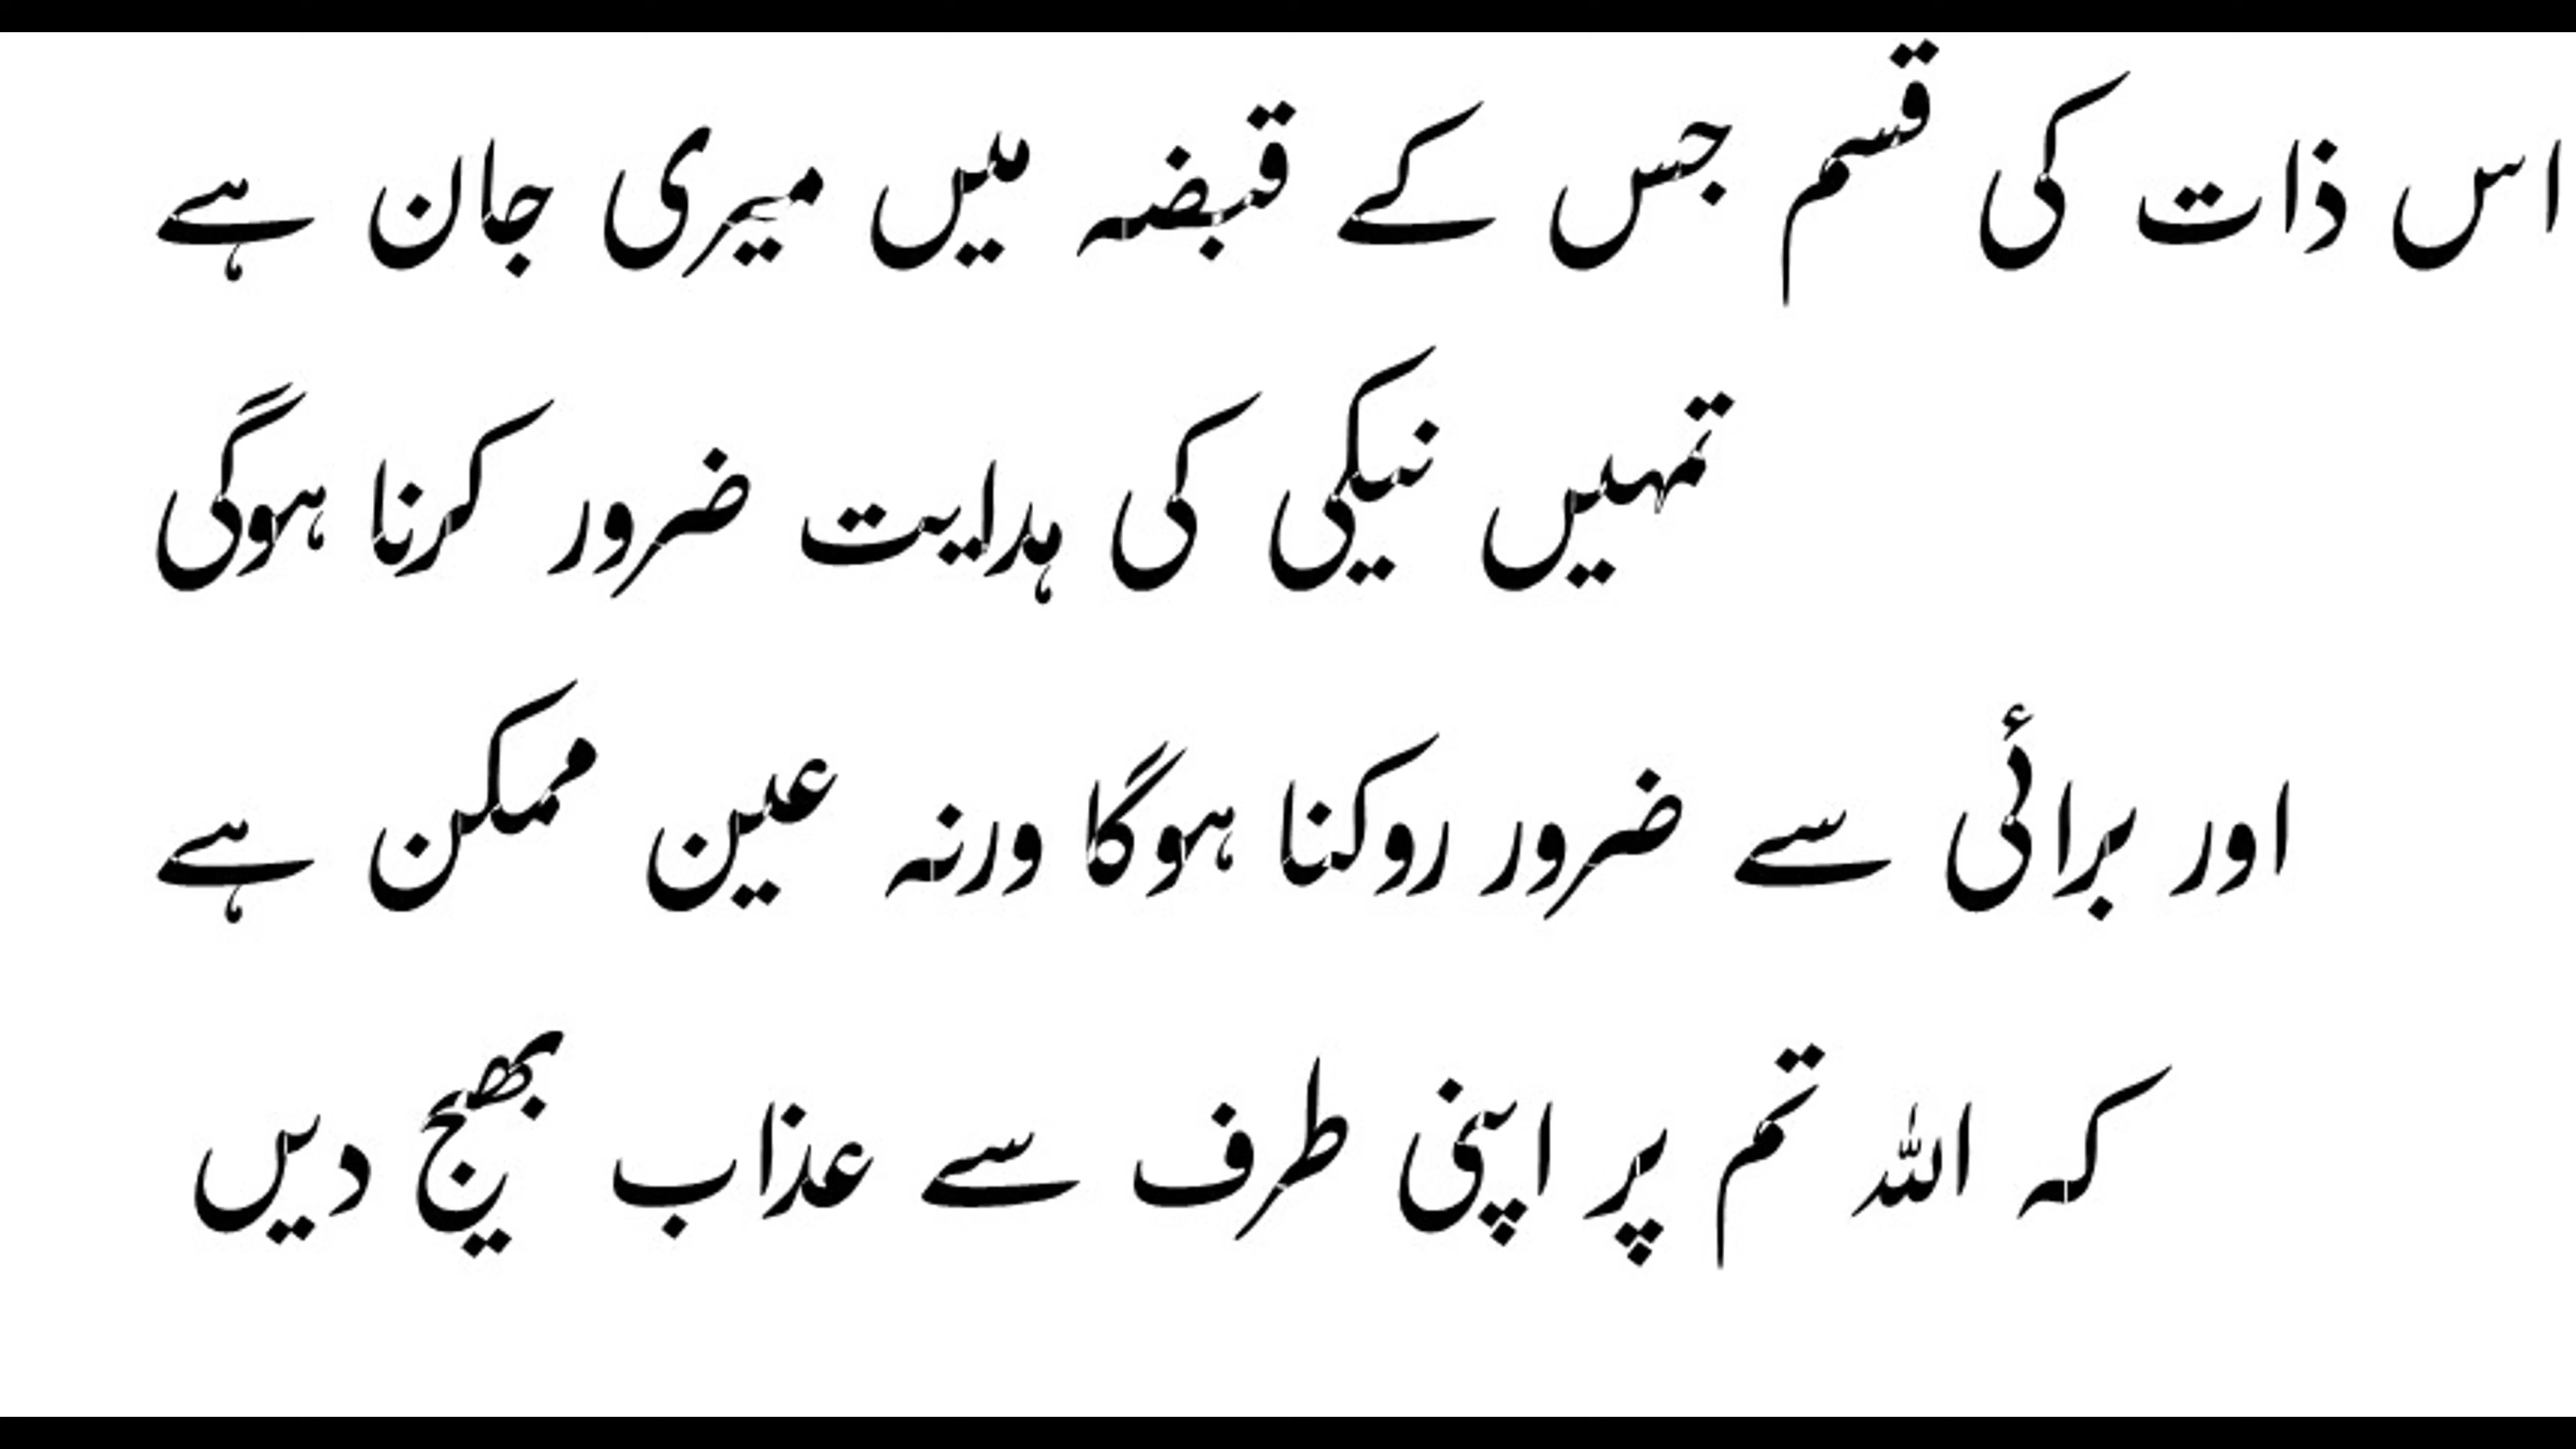 اس ذات کی قسم جس کے قبضہ میں میری جان ہے
تمہیں نیکی کی ہدایت ضرور کرنا ہوگی
اور برائی سے ضرور روکنا ہوگا ورنہ عین ممکن ہے
کہ اللہ تم پر اپنی طرف سے عذاب بھیج دیں